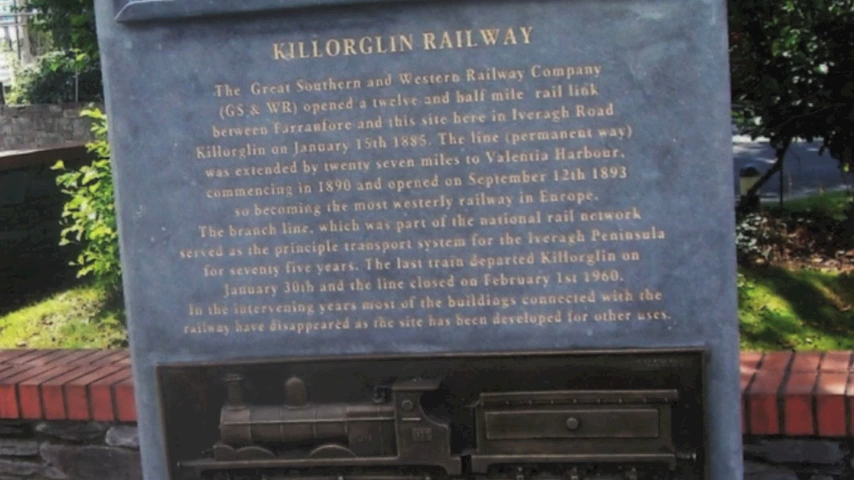 KILLORGLIN RAILWAY
The Great Southern and Western Railway Company
(GS & WR) opened a twelve and half mile rail link
between Farranfore and this site here in Iveragh Road
Killorglin on January 15th 1885. The line (permanent way)
was extended by twenty seven miles to Valentia Harbour,
commencing in 1890 and opened on September 12th 1893
so becoming the most westerly railway in Europe.
The branch line, which was part of the national rail network
served as the principle transport system for the Iveragh Peninsula
for seventy five years. The last train departed Killorglin on
January 30th and the line closed on February 1st 1960.
In the intervening years most of the buildings connected with the
railway have disappeared as the site has been developed for other uses.